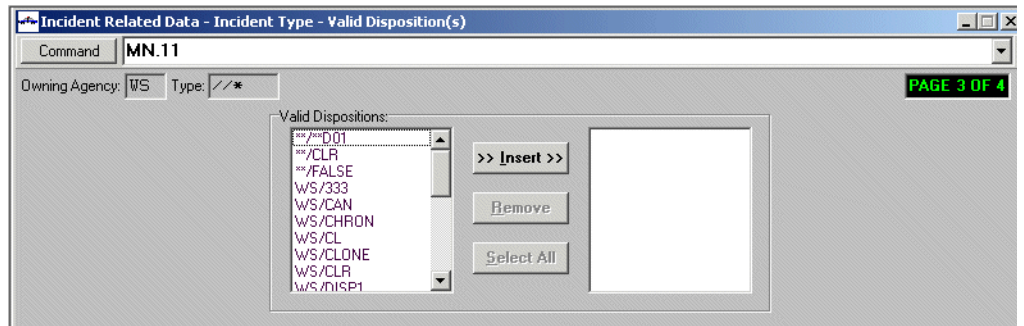 Incident Related Data - Incident Type - Valid Disposition(s)
Command MN.11
Owning Agency: WS Type: //* PAGE 3 OF 4
Valid Dispositions:
**/**D01
**/CLR
**/FALSE
WS/333
WS/CAN
WS/CHRON
WS/CL
WS/CLONE
WS/CLR
WS/DISP1
>> Insert >>
Remove
Select All